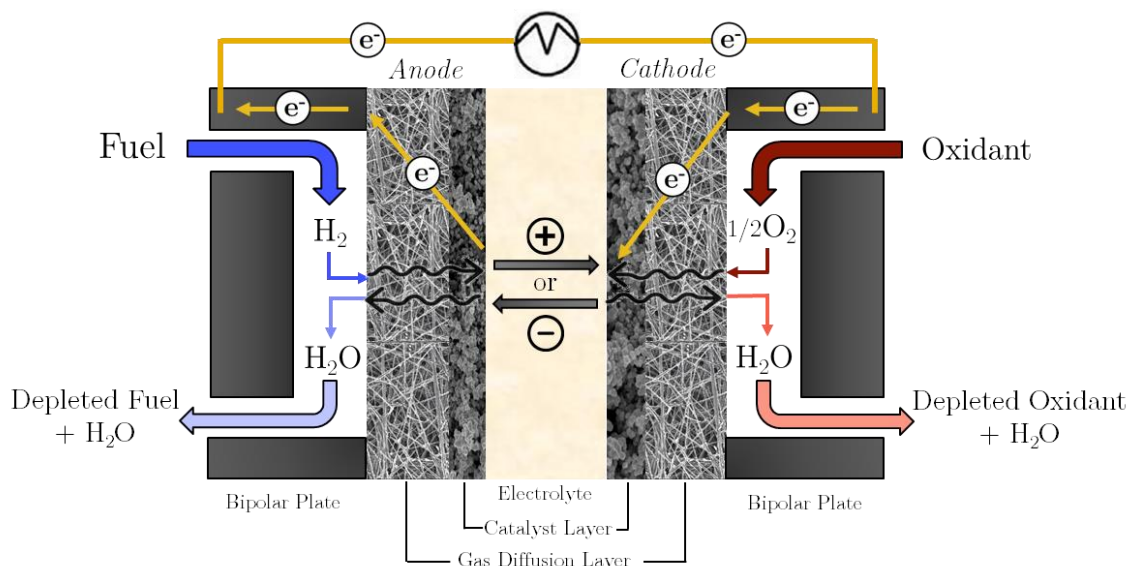 e⁻
e⁻
Anode
Cathode
e⁻
e⁻
Fuel
Oxidant
e⁻
e⁻
H₂
+
1/2O₂
or
−
H₂O
H₂O
Depleted Fuel
+ H₂O
Depleted Oxidant
+ H₂O
Bipolar Plate
Electrolyte
Bipolar Plate
Catalyst Layer
Gas Diffusion Layer